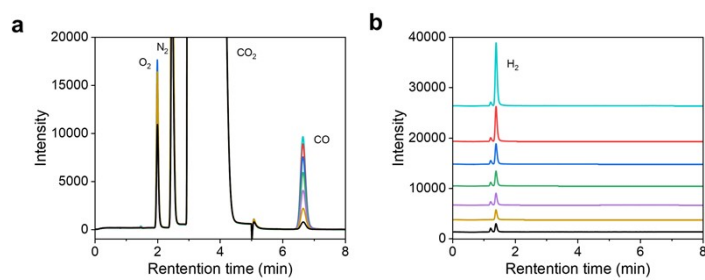 a
20000
15000
10000
5000
0
Intensity
O2
N2
CO2
CO
0 2 4 6 8
Rentention time (min)
b
40000
30000
20000
10000
0
Intensity
H2
0 2 4 6 8
Rentention time (min)